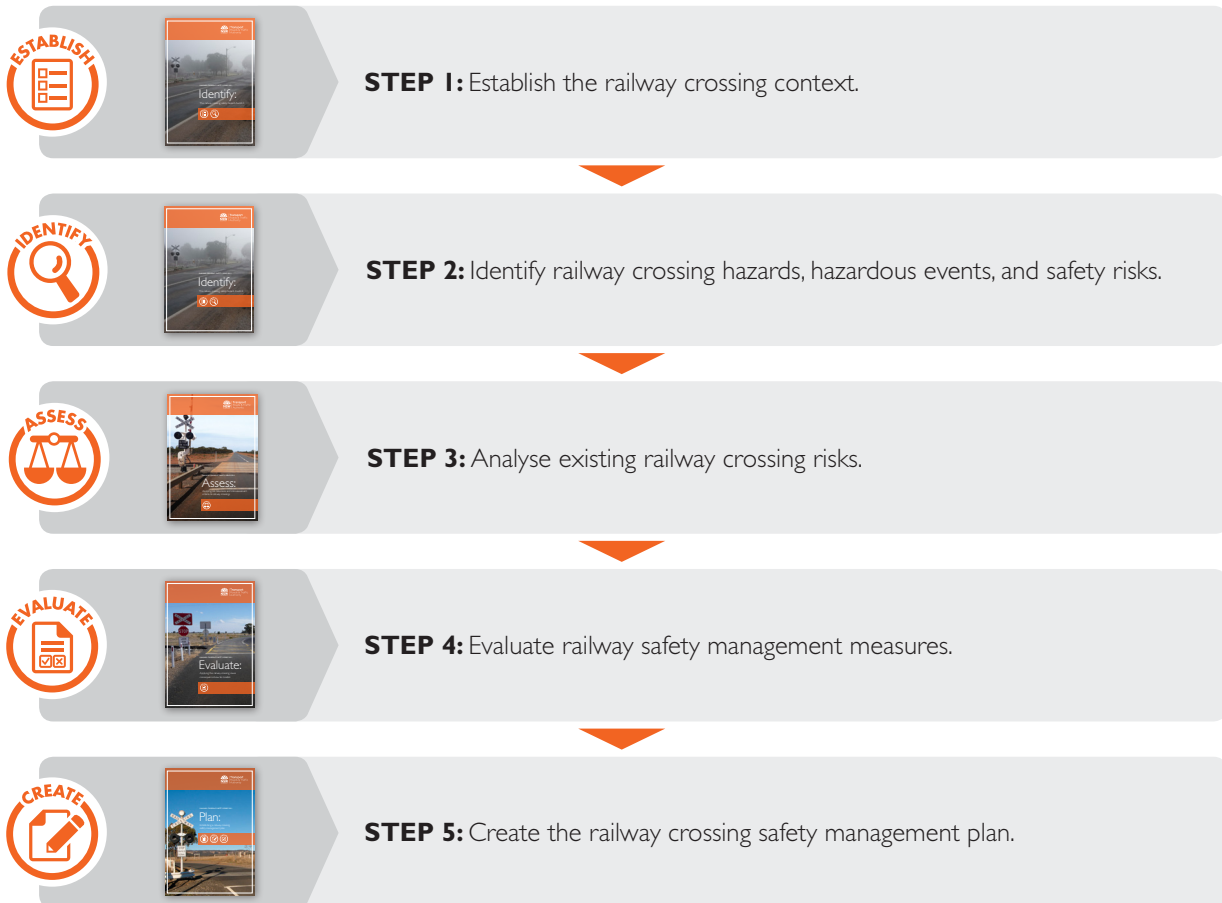 ESTABLISH
Identify:
STEP 1: Establish the railway crossing context.
IDENTIFY
Identify:
STEP 2: Identify railway crossing hazards, hazardous events, and safety risks.
ASSESS
Assess:
STEP 3: Analyse existing railway crossing risks.
EVALUATE
Evaluate:
STEP 4: Evaluate railway safety management measures.
CREATE
Plan:
STEP 5: Create the railway crossing safety management plan.